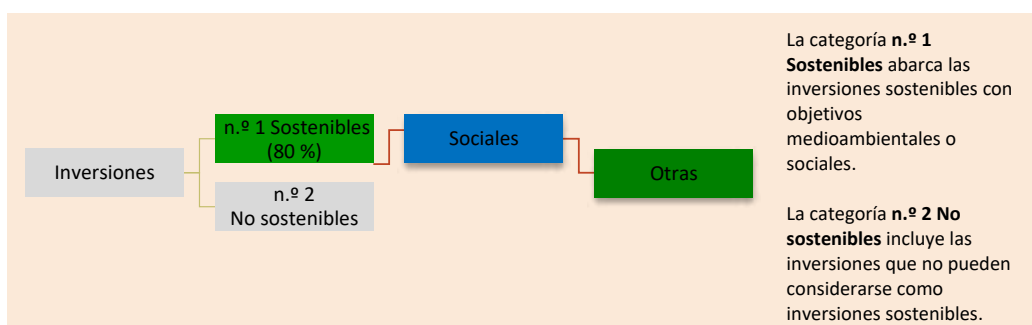 Inversiones
n.º 1 Sostenibles
(80 %)
n.º 2
No sostenibles
Sociales
Otras
La categoría n.º 1
Sostenibles abarca las
inversiones sostenibles con
objetivos
medioambientales o
sociales.
La categoría n.º 2 No
sostenibles incluye las
inversiones que no pueden
considerarse como
inversiones sostenibles.